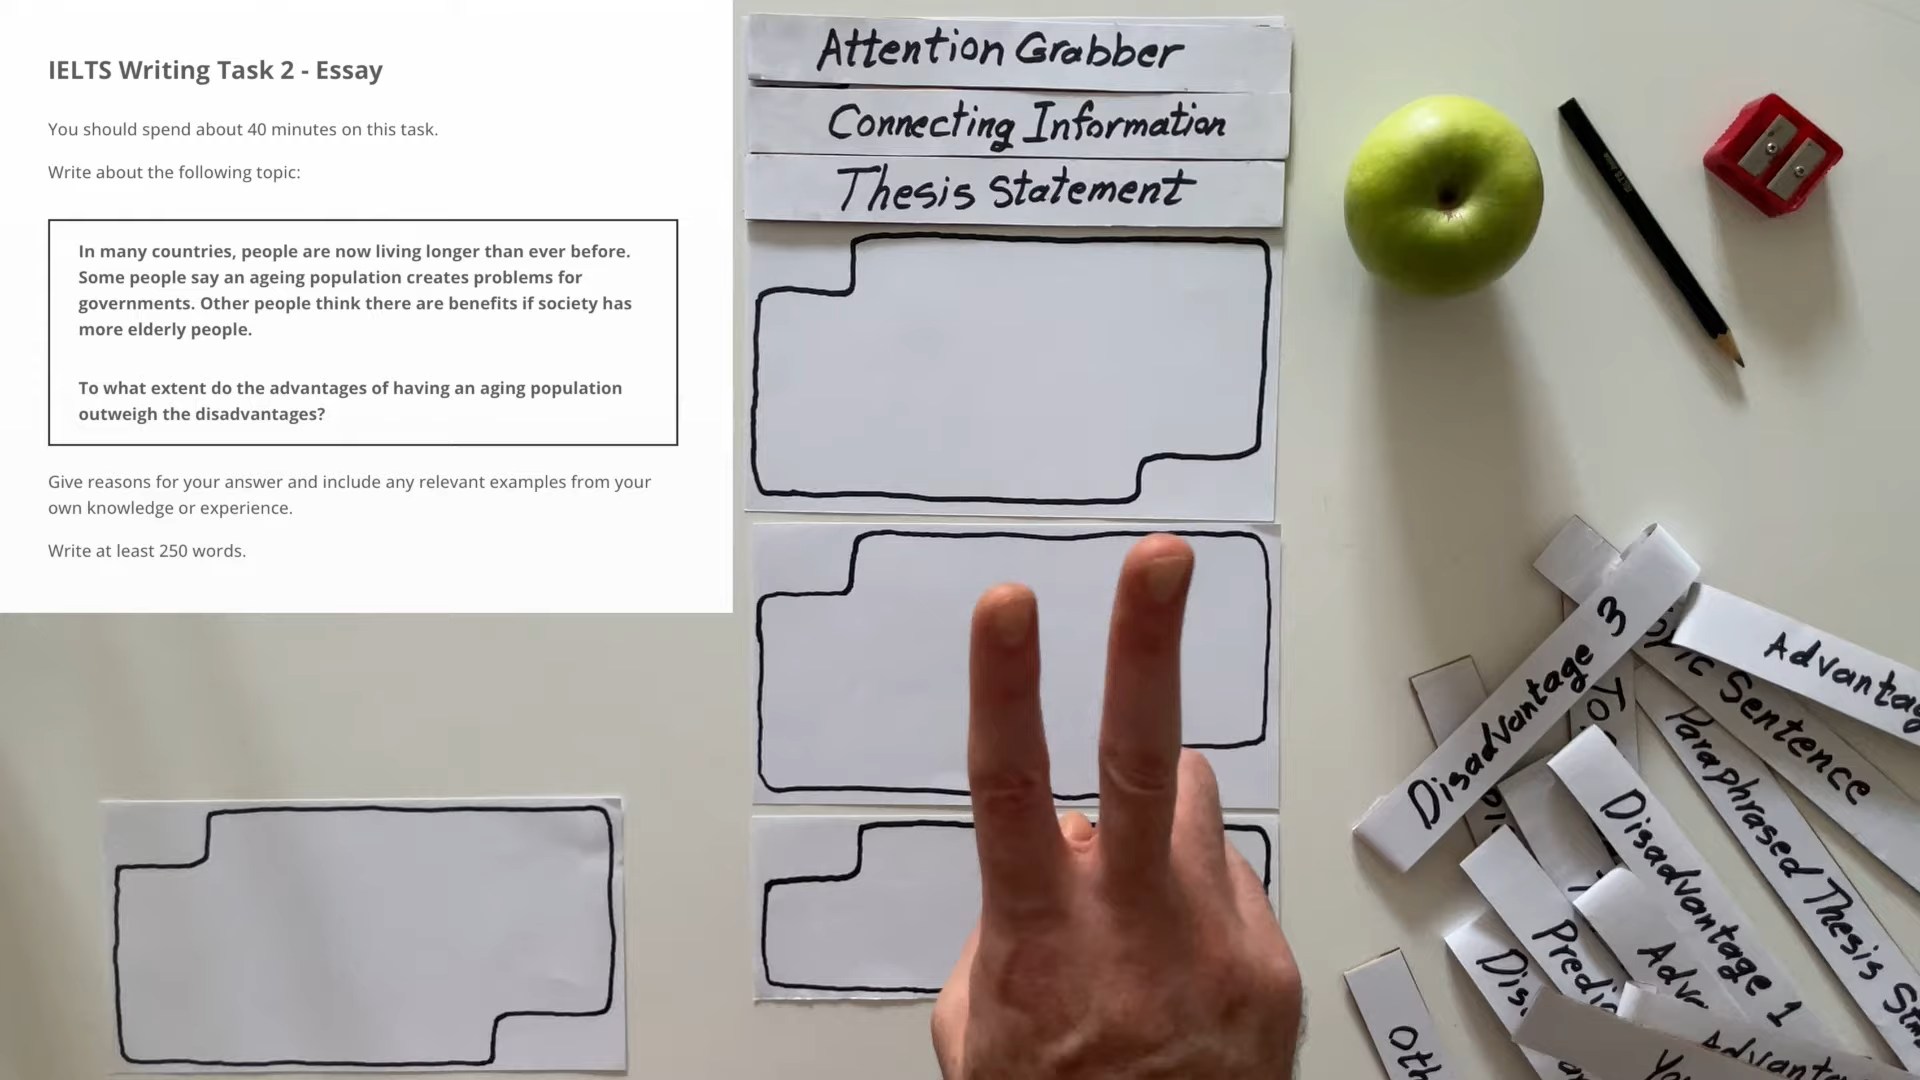 IELTS Writing Task 2 - Essay
You should spend about 40 minutes on this task.
Write about the following topic:
In many countries, people are now living longer than ever before.
Some people say an ageing population creates problems for
governments. Other people think there are benefits if society has
more elderly people.
To what extent do the advantages of having an aging population
outweigh the disadvantages?
Give reasons for your answer and include any relevant examples from your
own knowledge or experience.
Write at least 250 words.
Attention Grabber
Connecting Information
Thesis Statement
Disadvantage 3
Sentence
Paraphrased Thesis
Disadvantage 1